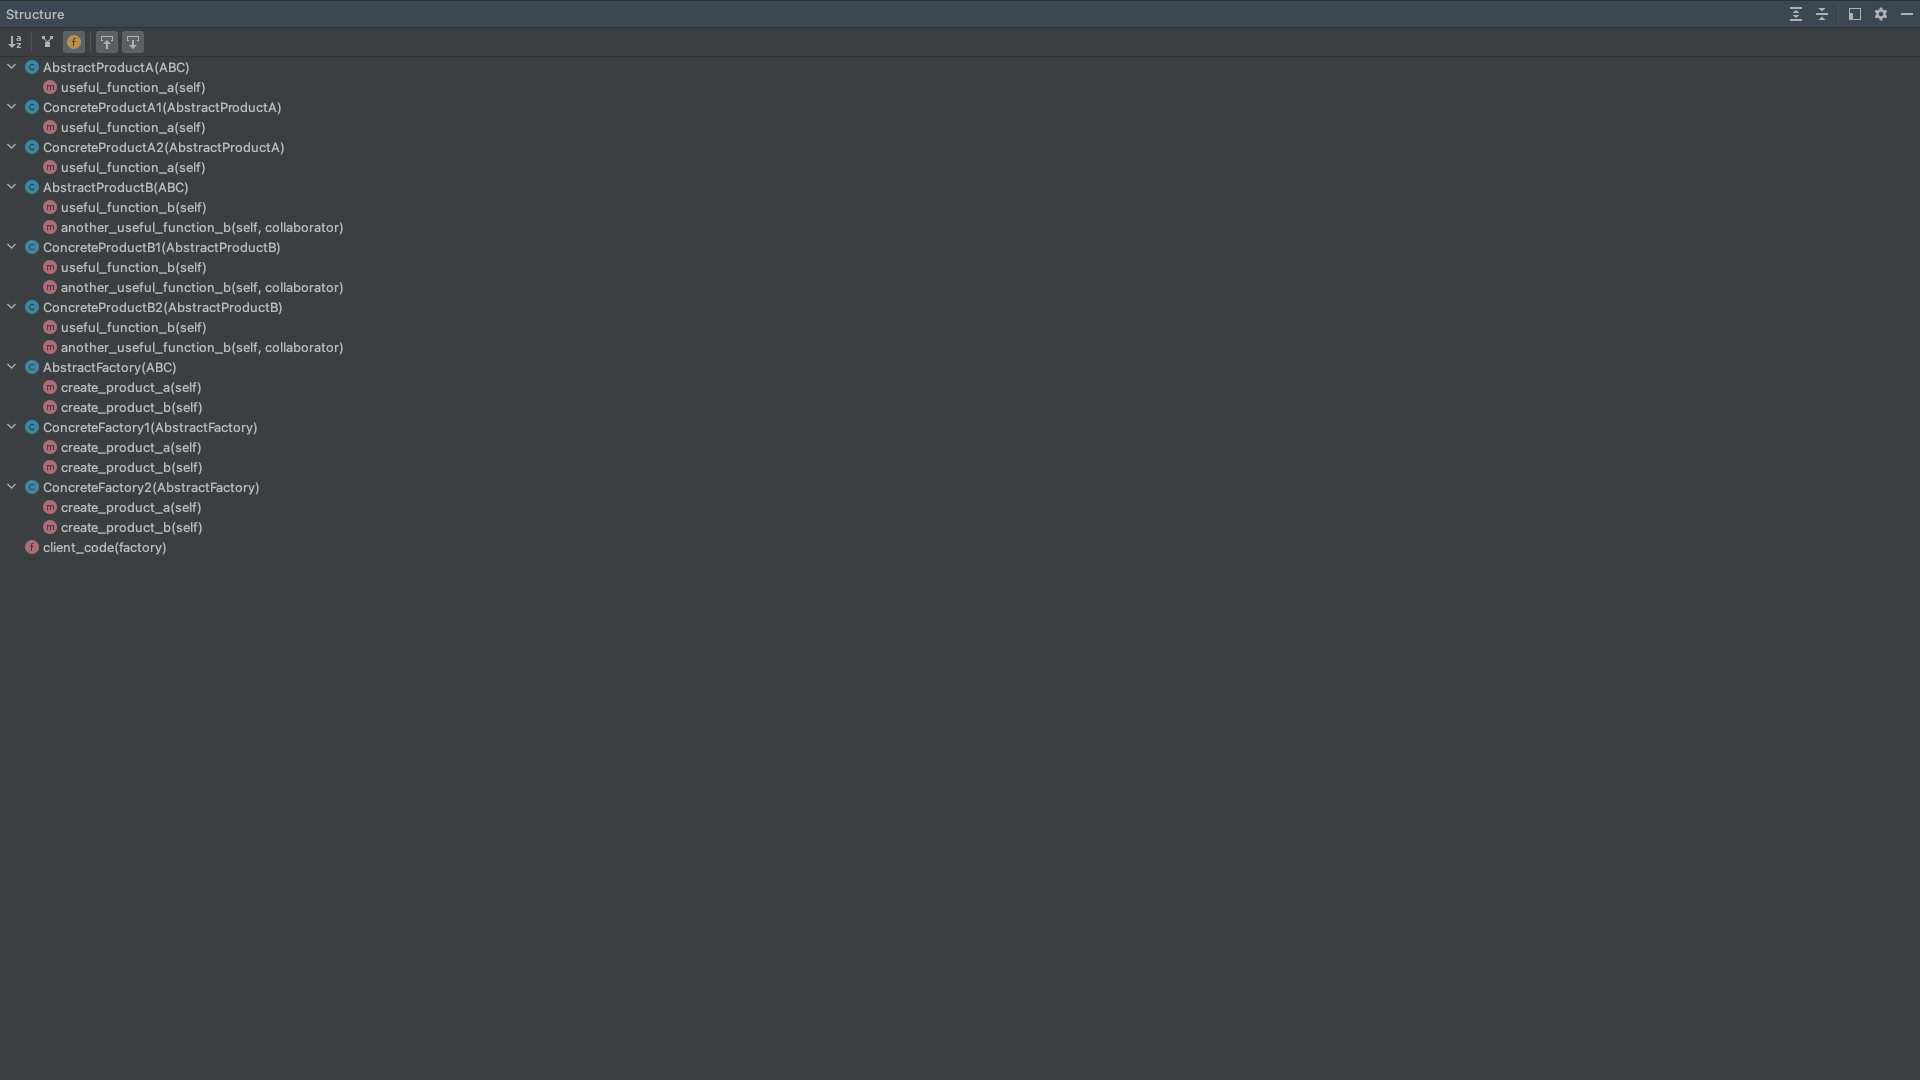 Structure
AbstractProductA(ABC)
useful_function_a(self)
ConcreteProductA1(AbstractProductA)
useful_function_a(self)
ConcreteProductA2(AbstractProductA)
useful_function_a(self)
AbstractProductB(ABC)
useful_function_b(self)
another_useful_function_b(self, collaborator)
ConcreteProductB1(AbstractProductB)
useful_function_b(self)
another_useful_function_b(self, collaborator)
ConcreteProductB2(AbstractProductB)
useful_function_b(self)
another_useful_function_b(self, collaborator)
AbstractFactory(ABC)
create_product_a(self)
create_product_b(self)
ConcreteFactory1(AbstractFactory)
create_product_a(self)
create_product_b(self)
ConcreteFactory2(AbstractFactory)
create_product_a(self)
create_product_b(self)
client_code(factory)